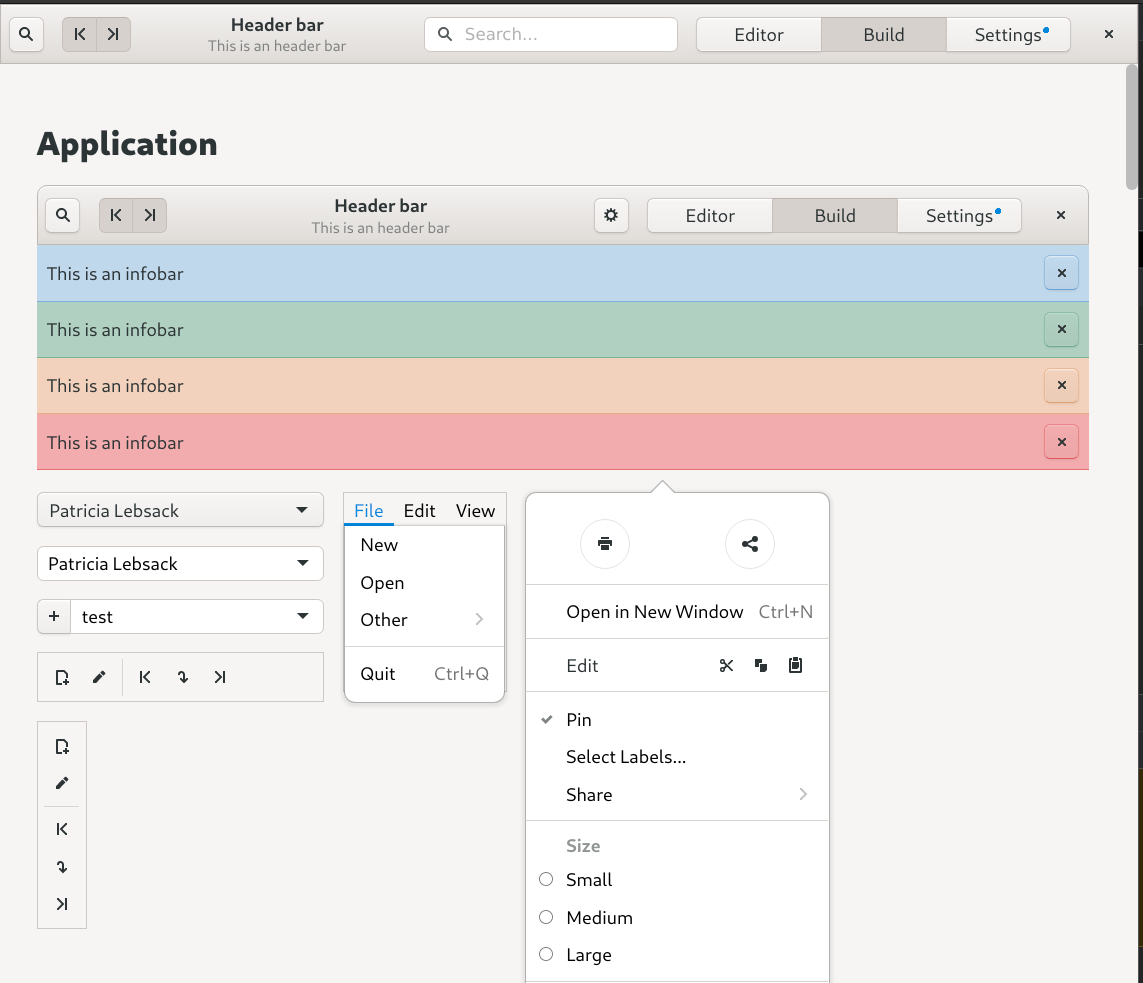 Header bar
This is an header bar
Search...
Editor Build Settings
Application
Header bar
This is an header bar
Editor Build Settings
This is an infobar
This is an infobar
This is an infobar
This is an infobar
Patricia Lebsack
Patricia Lebsack
test
File Edit View
New
Open
Other
Quit Ctrl+Q
Open in New Window Ctrl+N
Edit
Pin
Select Labels...
Share
Size
Small
Medium
Large